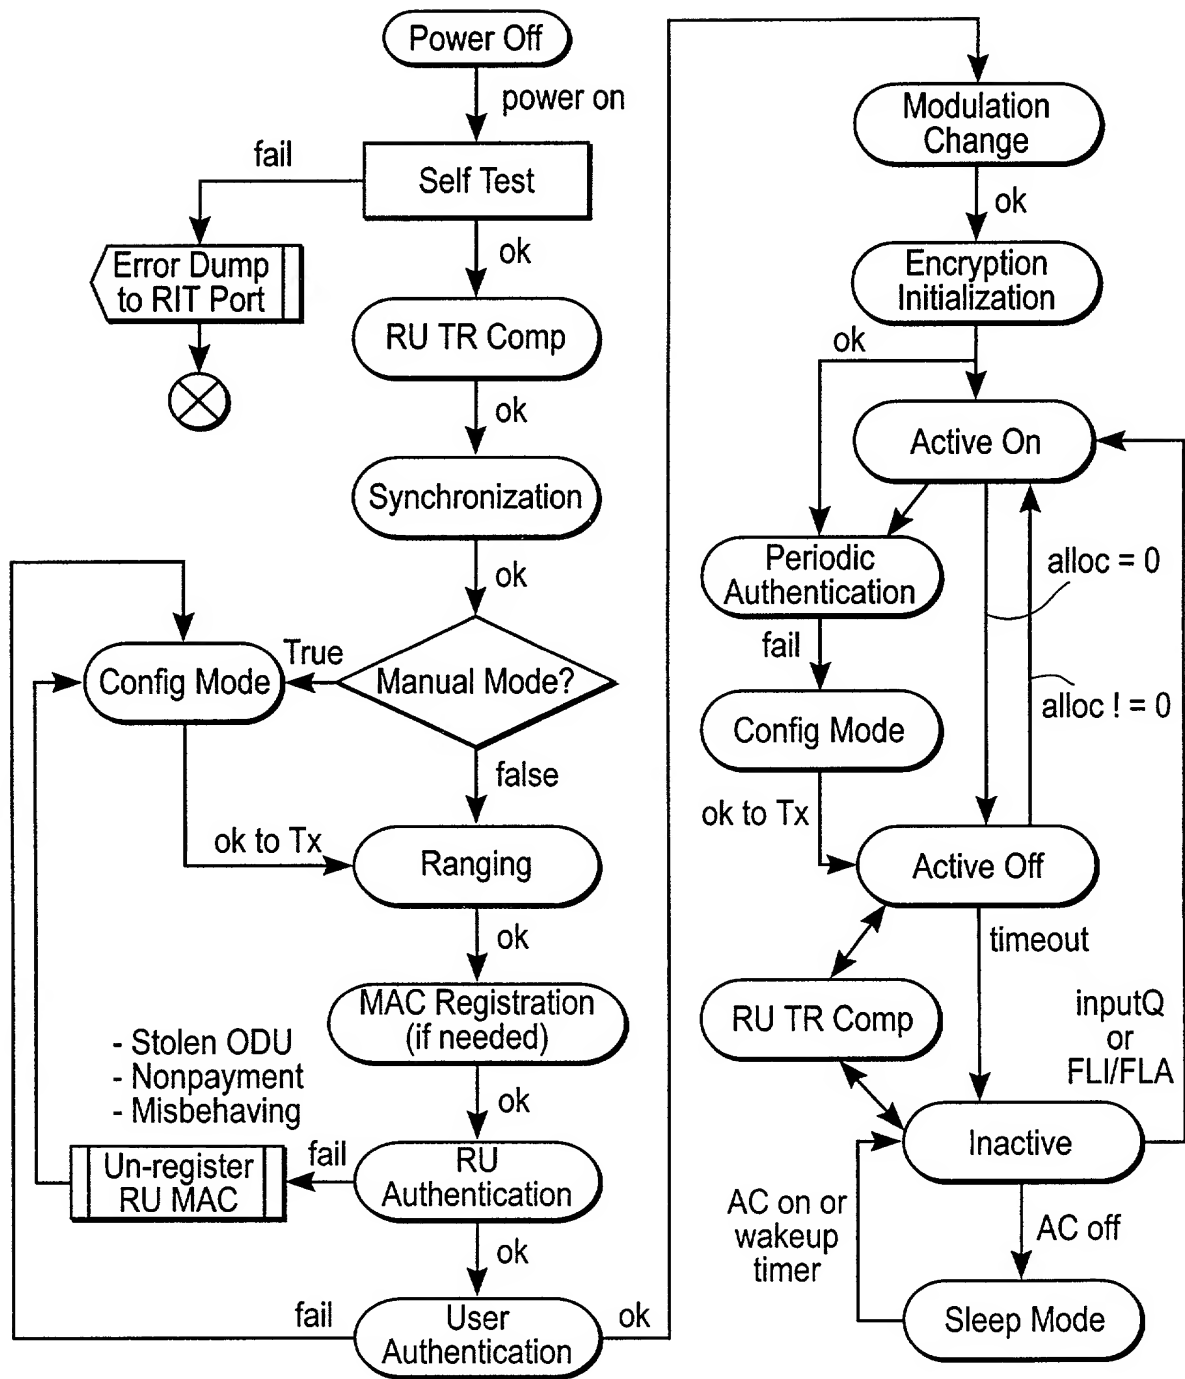 Power Off
power on
fail
Self Test
ok
Error Dump
to RIT Port
RU TR Comp
ok
Synchronization
ok
Config Mode
True
Manual Mode?
false
ok to Tx
Ranging
ok
MAC Registration
(if needed)
- Stolen ODU
- Nonpayment
- Misbehaving
ok
Un-register
RU MAC
fail
RU
Authentication
ok
fail
User
Authentication
ok
Modulation
Change
ok
Encryption
Initialization
ok
Active On
Periodic
Authentication
alloc = 0
fail
alloc ! = 0
Config Mode
ok to Tx
Active Off
timeout
RU TR Comp
inputQ
or
FLI/FLA
Inactive
AC on or
wakeup
timer
AC off
Sleep Mode